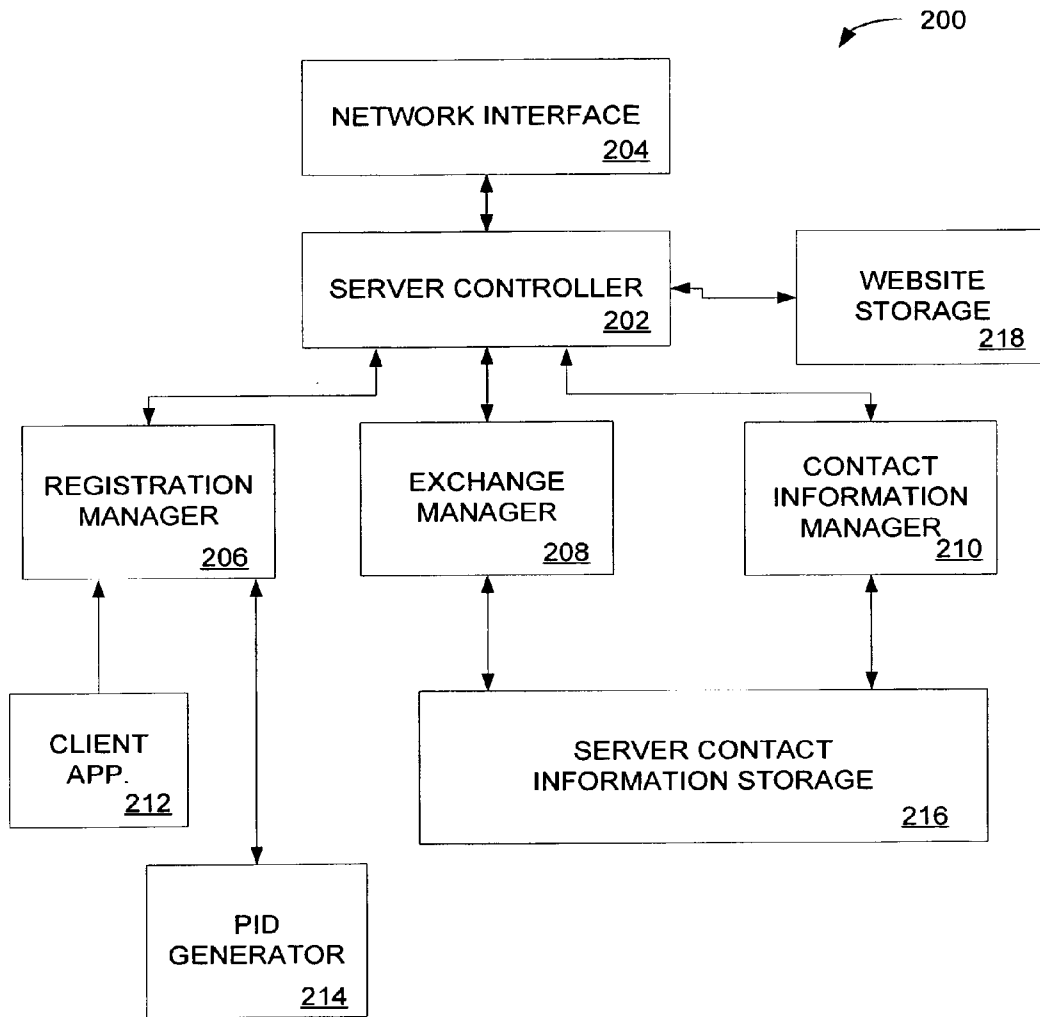 200
NETWORK INTERFACE
204
SERVER CONTROLLER
202
WEBSITE
STORAGE
218
REGISTRATION
MANAGER
206
EXCHANGE
MANAGER
208
CONTACT
INFORMATION
MANAGER
210
CLIENT
APP.
212
SERVER CONTACT
INFORMATION STORAGE
216
PID
GENERATOR
214